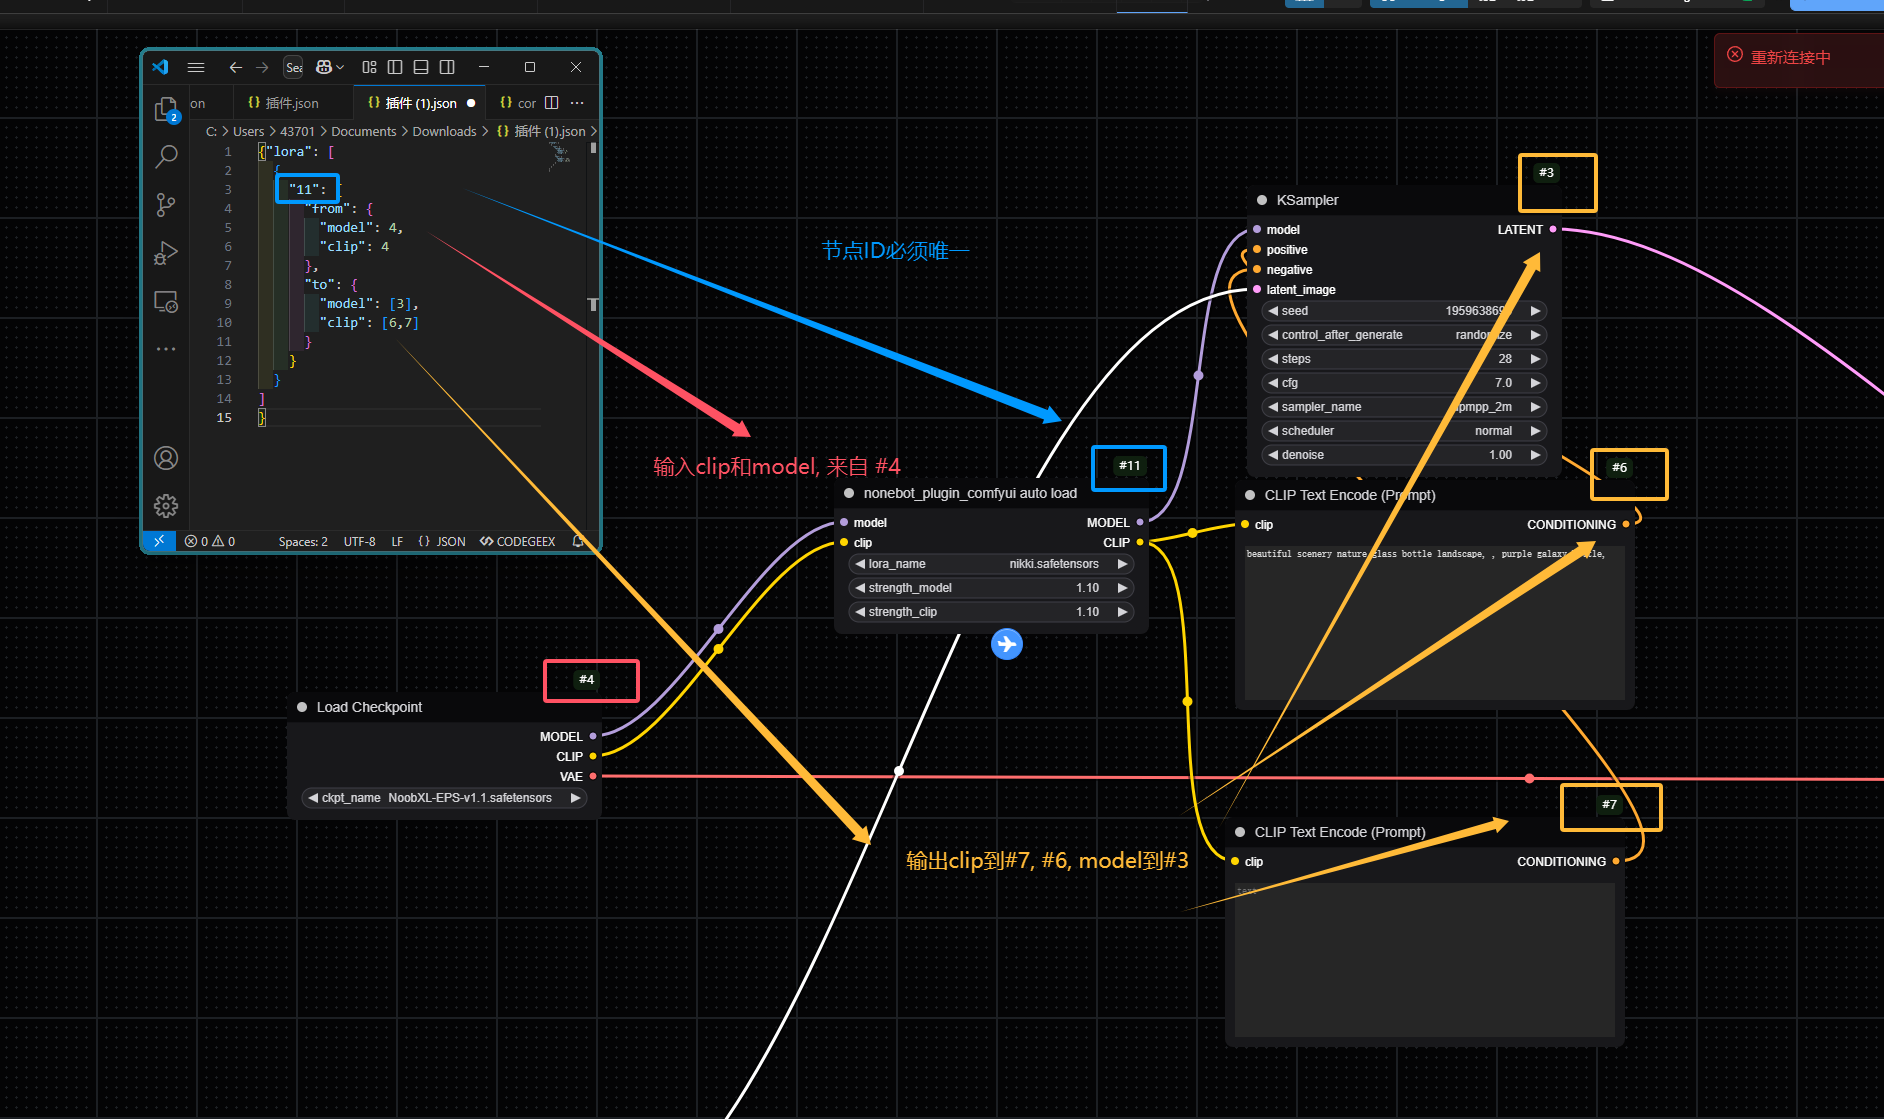 重新连接中
Sea
on
插件.json
插件 (1).json
cor
2
C: > Users > 43701 > Documents > Downloads > {} 插件 (1).json >
1 {"lora": [
2 {
3 "11": {
4 "from": {
5 "model": 4,
6 "clip": 4
7 },
8 "to": {
9 "model": [3],
10 "clip": [6,7]
11 }
12 }
13 }
14 ]
15 }
0 0 Spaces: 2 UTF-8 LF {} JSON CODEGEEX
节点ID必须唯一
输入clip和model, 来自 #4
输出clip到#7, #6, model到#3
#3
KSampler
model LATENT
positive
negative
latent_image
seed 195963869
control_after_generate randomize
steps 28
cfg 7.0
sampler_name dpmpp_2m
scheduler normal
denoise 1.00
#11
nonebot_plugin_comfyui auto load
model MODEL
clip CLIP
lora_name nikki.safetensors
strength_model 1.10
strength_clip 1.10
#6
CLIP Text Encode (Prompt)
clip CONDITIONING
beautiful scenery nature glass bottle landscape, , purple galaxy bottle,
#4
Load Checkpoint
MODEL
CLIP
VAE
ckpt_name NoobXL-EPS-v1.1.safetensors
#7
CLIP Text Encode (Prompt)
clip CONDITIONING
text